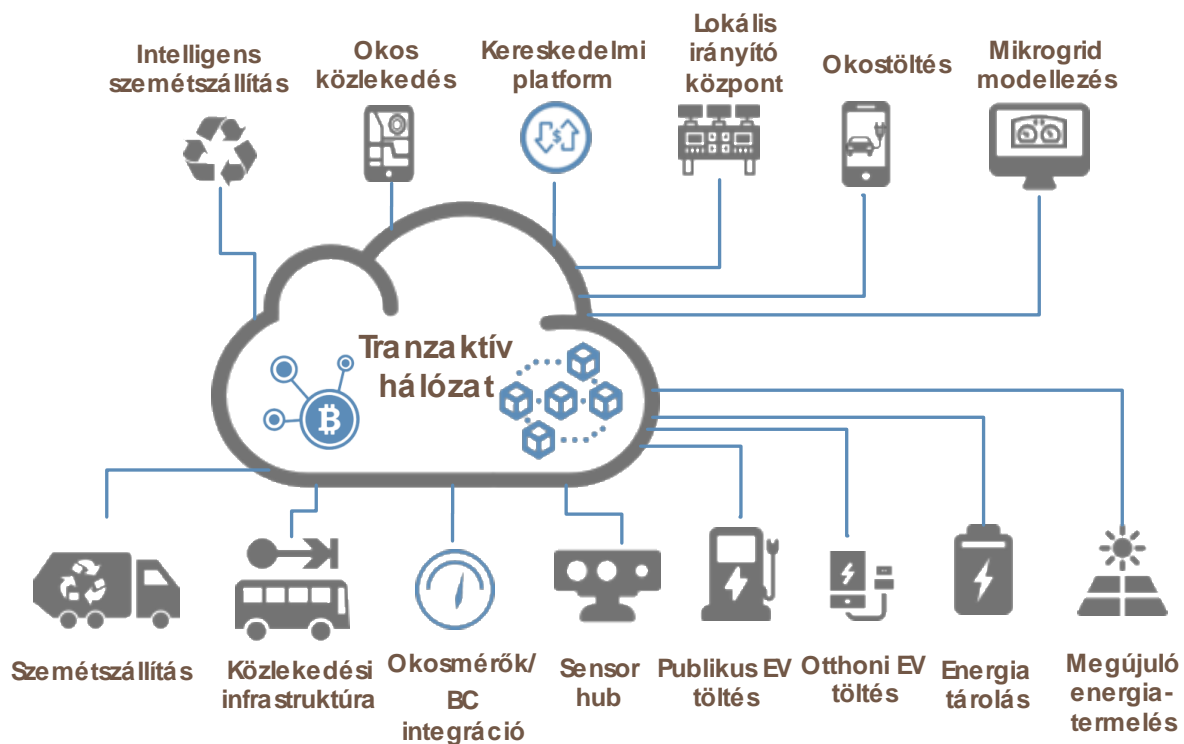 Intelligens
szemétszállítás
Okos
közlekedés
Kereskedelmi
platform
Lokális
irányító
központ
Okostöltés
Mikrogrid
modellezés
$
Tranzaktív
hálózat
B
Szemétszállítás
Közlekedési
infrastruktúra
Okosmérők/
BC
integráció
Sensor
hub
Publikus EV
töltés
Otthoni EV
töltés
Energia
tárolás
Megújuló
energia-
termelés